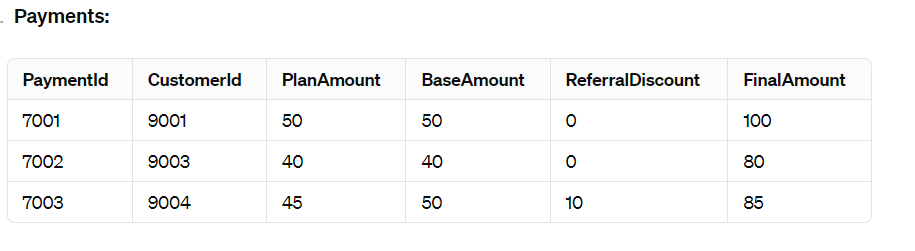 . Payments:
PaymentId CustomerId PlanAmount BaseAmount ReferralDiscount FinalAmount
7001 9001 50 50 0 100
7002 9003 40 40 0 80
7003 9004 45 50 10 85